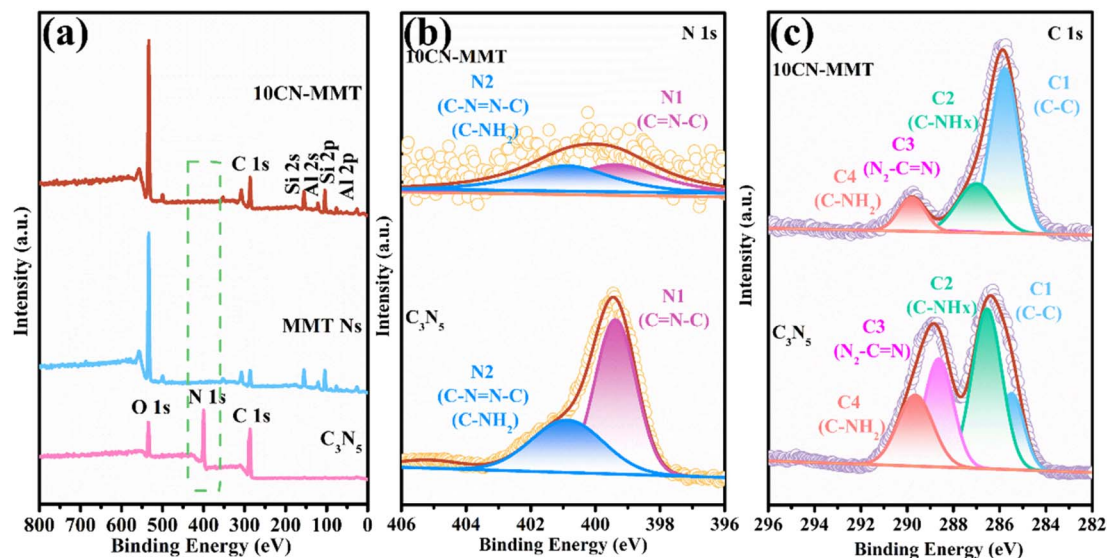 (a)
10CN-MMT
C 1s
Si 2s
Al 2s
Si 2p
Al 2p
MMT Ns
O 1s
N 1s
C 1s
C₃N₅
Intensity (a.u.)
800 700 600 500 400 300 200 100 0
Binding Energy (eV)
(b)
N 1s
10CN-MMT
N2
(C-N=N-C)
(C-NH₂)
N1
(C=N-C)
C₃N₅
N1
(C=N-C)
N2
(C-N=N-C)
(C-NH₂)
Intensity (a.u.)
406 404 402 400 398 396
Binding Energy (eV)
(c)
C 1s
10CN-MMT
C1
(C-C)
C2
(C-NHx)
C3
(N₂-C=N)
C4
(C-NH₂)
C₃N₅
C1
(C-C)
C2
(C-NHx)
C3
(N₂-C=N)
C4
(C-NH₂)
Intensity (a.u.)
296 294 292 290 288 286 284 282
Binding Energy (eV)